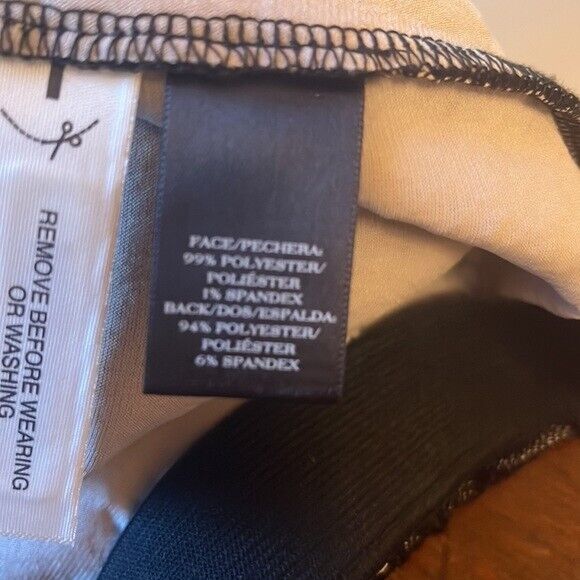 REMOVE BEFORE WEARING
OR WASHING
FACE/PECHERA:
99% POLYESTER/
POLIÉSTER
1% SPANDEX
BACK/DOS/ESPALDA:
94% POLYESTER/
POLIÉSTER
6% SPANDEX